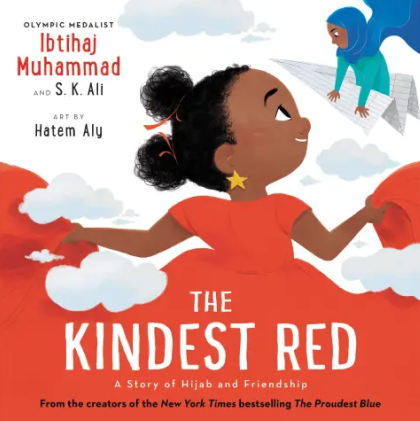 OLYMPIC MEDALIST
Ibtihaj
Muhammad
AND S. K. Ali
ART BY
Hatem Aly
THE
KINDEST RED
A Story of Hijab and Friendship
From the creators of the New York Times bestselling The Proudest Blue